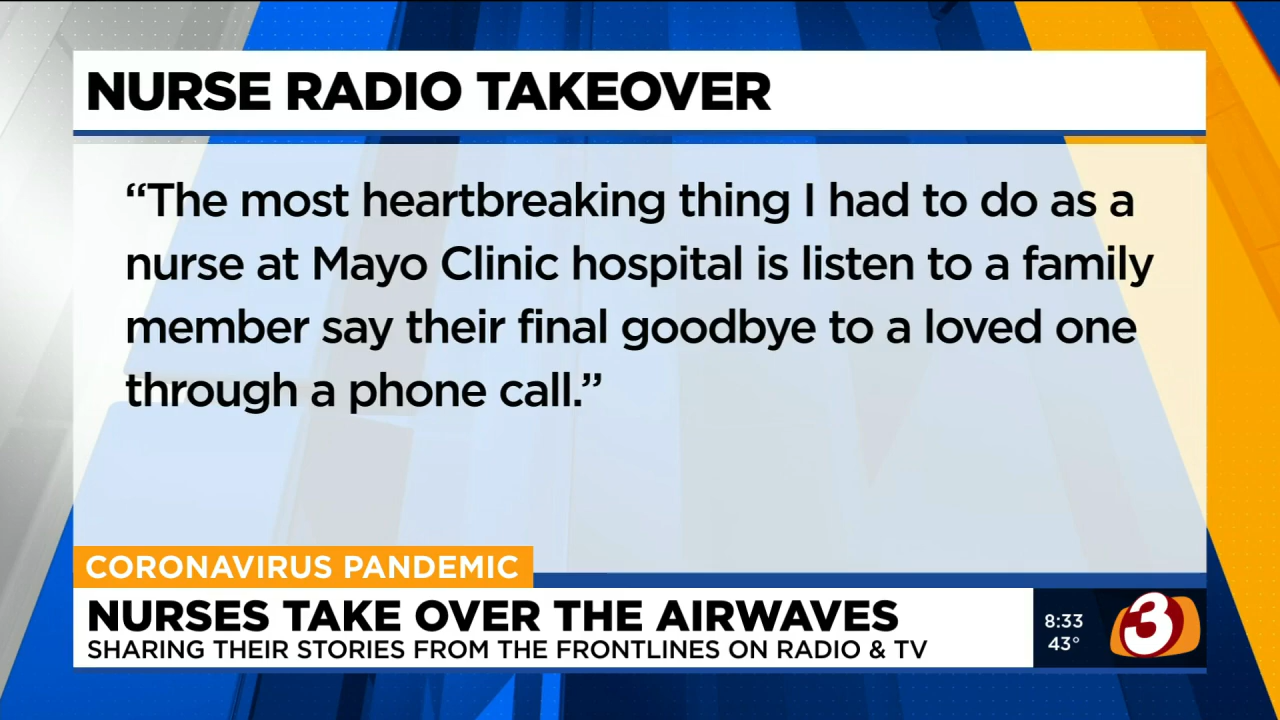 NURSE RADIO TAKEOVER
“The most heartbreaking thing I had to do as a
nurse at Mayo Clinic hospital is listen to a family
member say their final goodbye to a loved one
through a phone call.”
CORONAVIRUS PANDEMIC
NURSES TAKE OVER THE AIRWAVES
SHARING THEIR STORIES FROM THE FRONTLINES ON RADIO & TV
8:33
43°
3